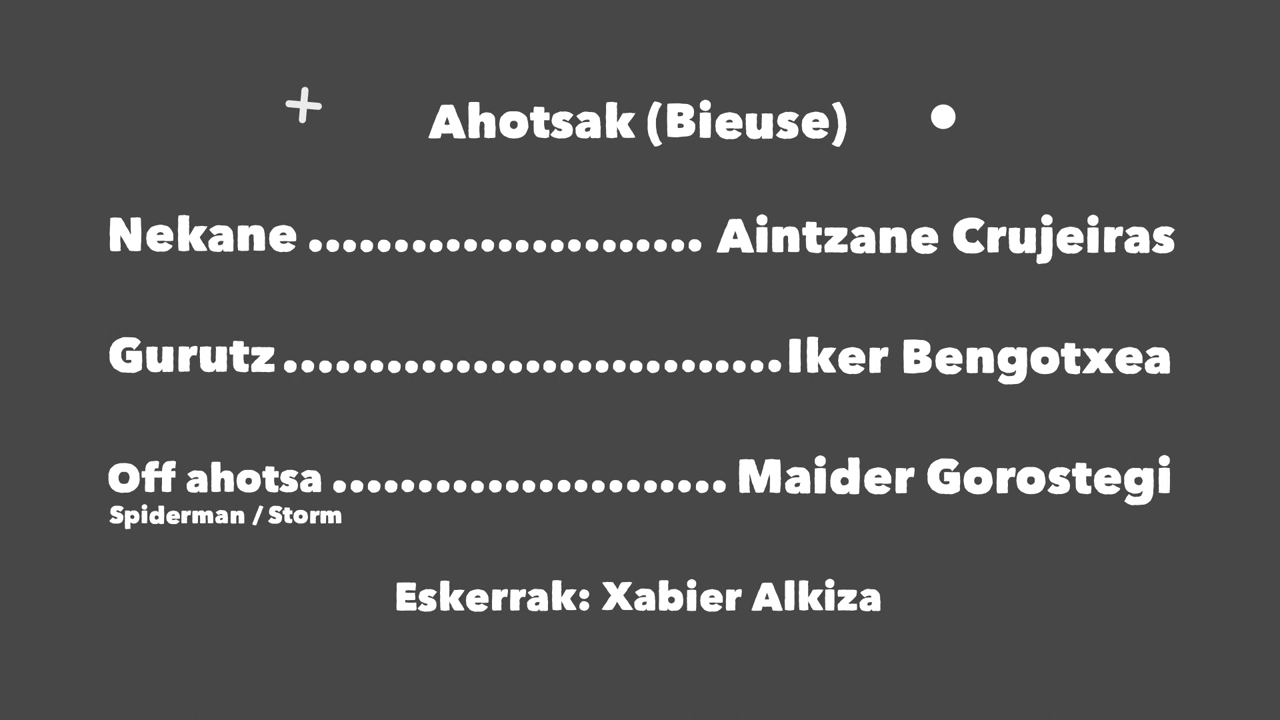 Ahotsak (Bieuse)
Nekane ....................... Aintzane Crujeiras
Gurutz ............................. Iker Bengotxea
Off ahotsa ....................... Maider Gorostegi
Spiderman / Storm
Eskerrak: Xabier Alkiza